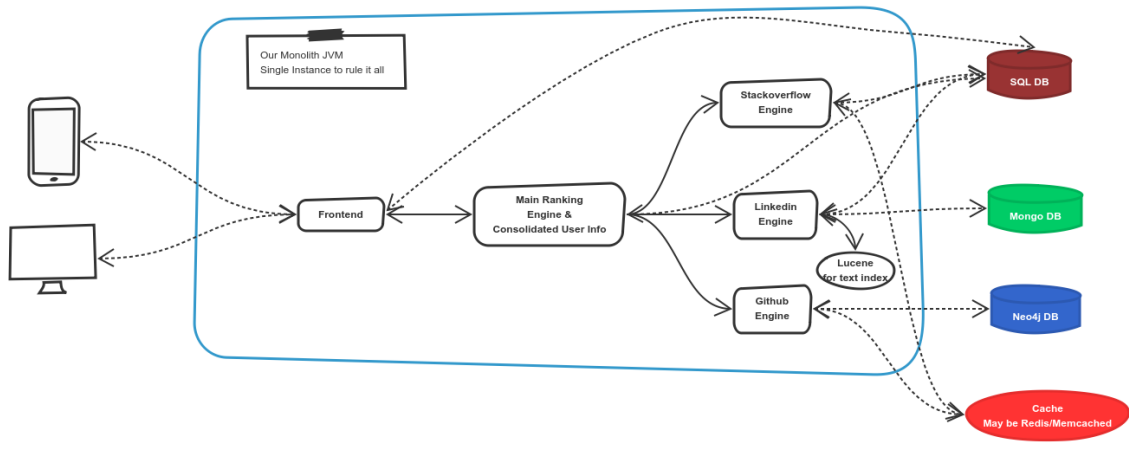 Our Monolith JVM
Single Instance to rule it all
Stackoverflow
Engine
SQL DB
Frontend
Main Ranking
Engine &
Consolidated User Info
Linkedin
Engine
Mongo DB
Lucene
for text index
Github
Engine
Neo4j DB
Cache
May be Redis/Memcached